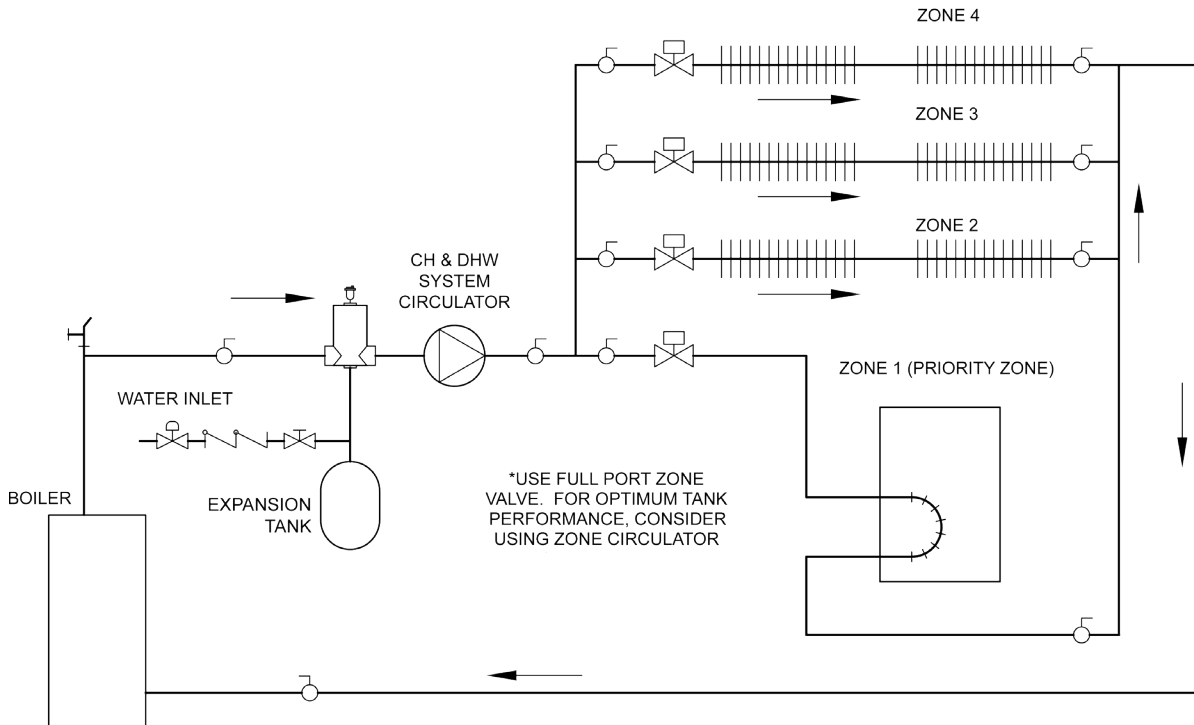 ZONE 4
ZONE 3
ZONE 2
CH & DHW
SYSTEM
CIRCULATOR
ZONE 1 (PRIORITY ZONE)
WATER INLET
BOILER
EXPANSION
TANK
*USE FULL PORT ZONE
VALVE. FOR OPTIMUM TANK
PERFORMANCE, CONSIDER
USING ZONE CIRCULATOR